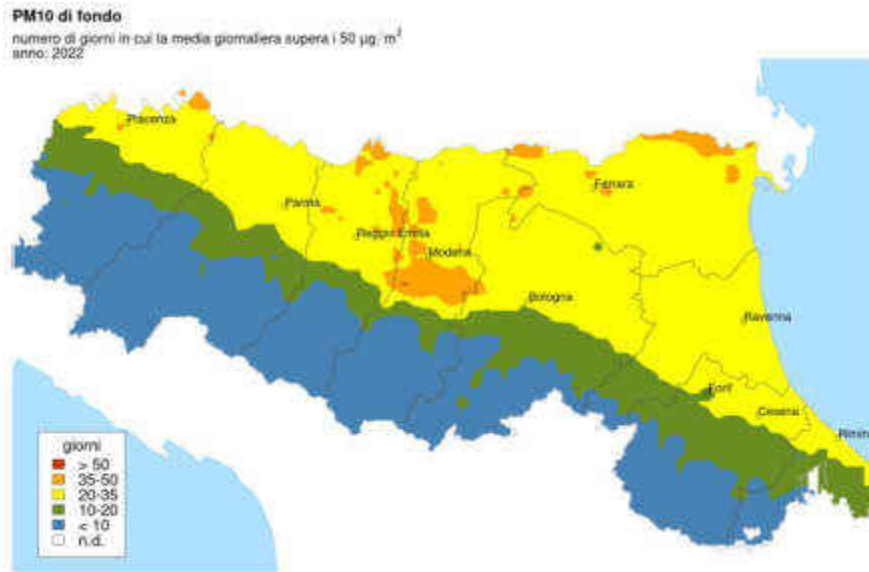 PM10 di fondo
numero di giorni in cui la media giornaliera supera i 50 µg/m²
anno: 2022
Piacenza
Parma
Reggio Emilia
Modena
Ferrara
Bologna
Ravenna
Forlì
Cesena
Rimini
giorni
> 50
35-50
20-35
10-20
< 10
n.d.